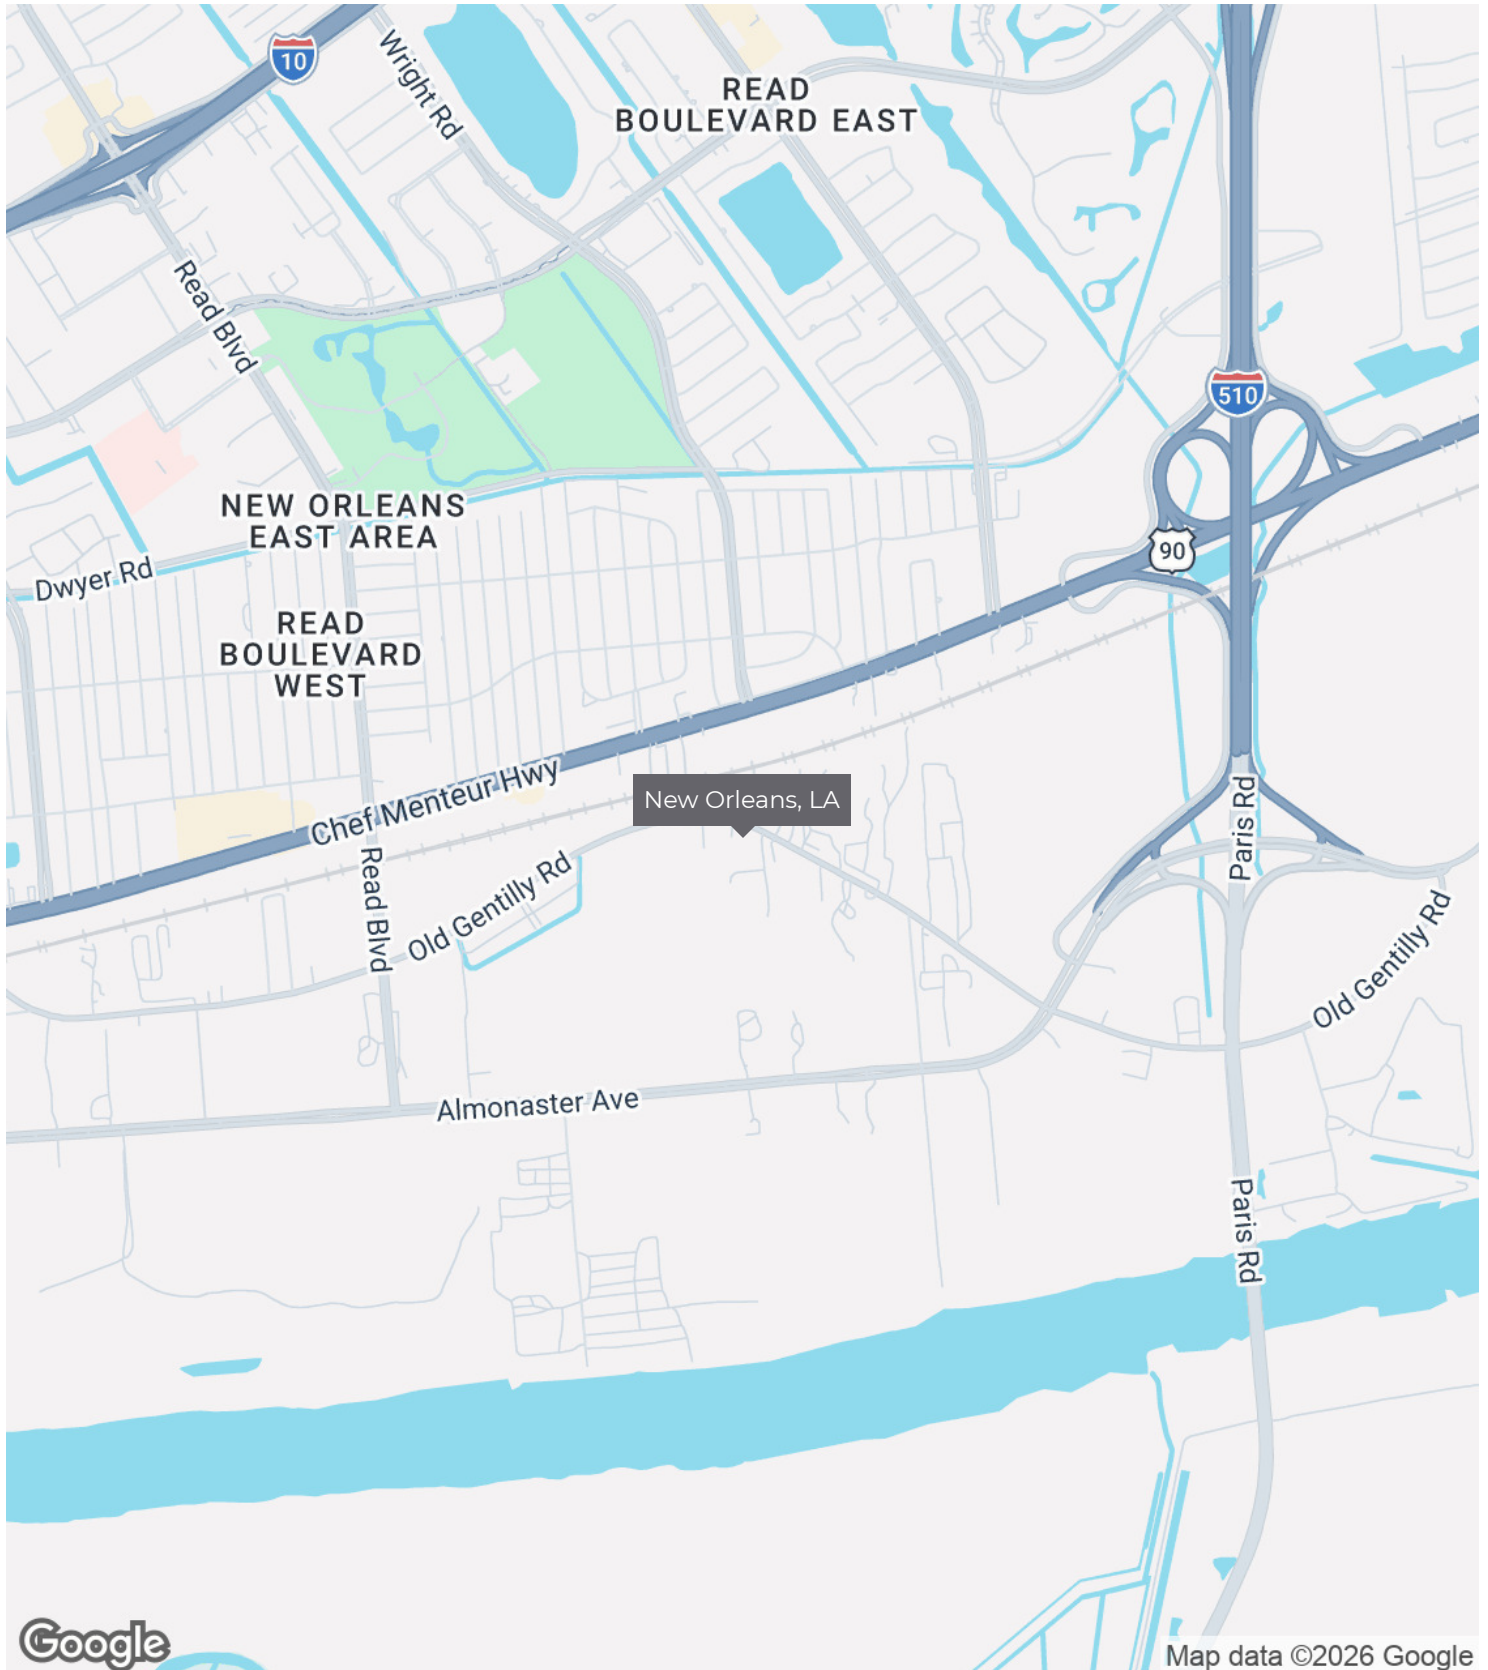 10
Wright Rd
READ
BOULEVARD EAST
Read Blvd
510
NEW ORLEANS
EAST AREA
90
Dwyer Rd
READ
BOULEVARD
WEST
Chef Menteur Hwy
New Orleans, LA
Paris Rd
Read Blvd
Old Gentilly Rd
Old Gentilly Rd
Almonaster Ave
Paris Rd
Google
Map data ©2026 Google